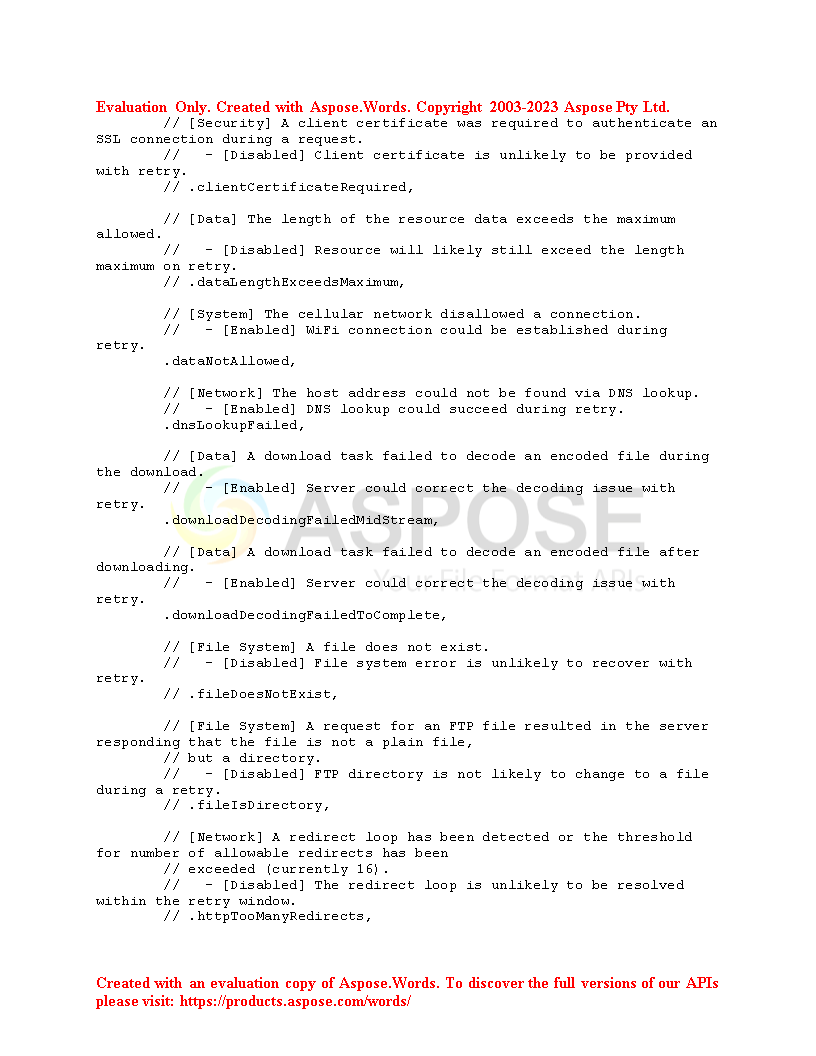 Evaluation Only. Created with Aspose.Words. Copyright 2003-2023 Aspose Pty Ltd.
// [Security] A client certificate was required to authenticate an
SSL connection during a request.
//   - [Disabled] Client certificate is unlikely to be provided
with retry.
// .clientCertificateRequired,

// [Data] The length of the resource data exceeds the maximum
allowed.
//   - [Disabled] Resource will likely still exceed the length
maximum on retry.
// .dataLengthExceedsMaximum,

// [System] The cellular network disallowed a connection.
//   - [Enabled] WiFi connection could be established during
retry.
.dataNotAllowed,

// [Network] The host address could not be found via DNS lookup.
//   - [Enabled] DNS lookup could succeed during retry.
.dnsLookupFailed,

// [Data] A download task failed to decode an encoded file during
the download.
//   - [Enabled] Server could correct the decoding issue with
retry.
.downloadDecodingFailedMidStream,
ASPOSE

// [Data] A download task failed to decode an encoded file after
downloading.
//   - [Enabled] Server could correct the decoding issue with
Your File Format APIs
retry.
.downloadDecodingFailedToComplete,

// [File System] A file does not exist.
//   - [Disabled] File system error is unlikely to recover with
retry.
// .fileDoesNotExist,

// [File System] A request for an FTP file resulted in the server
responding that the file is not a plain file,
// but a directory.
//   - [Disabled] FTP directory is not likely to change to a file
during a retry.
// .fileIsDirectory,

// [Network] A redirect loop has been detected or the threshold
for number of allowable redirects has been
// exceeded (currently 16).
//   - [Disabled] The redirect loop is unlikely to be resolved
within the retry window.
// .httpTooManyRedirects,

Created with an evaluation copy of Aspose.Words. To discover the full versions of our APIs
please visit: https://products.aspose.com/words/